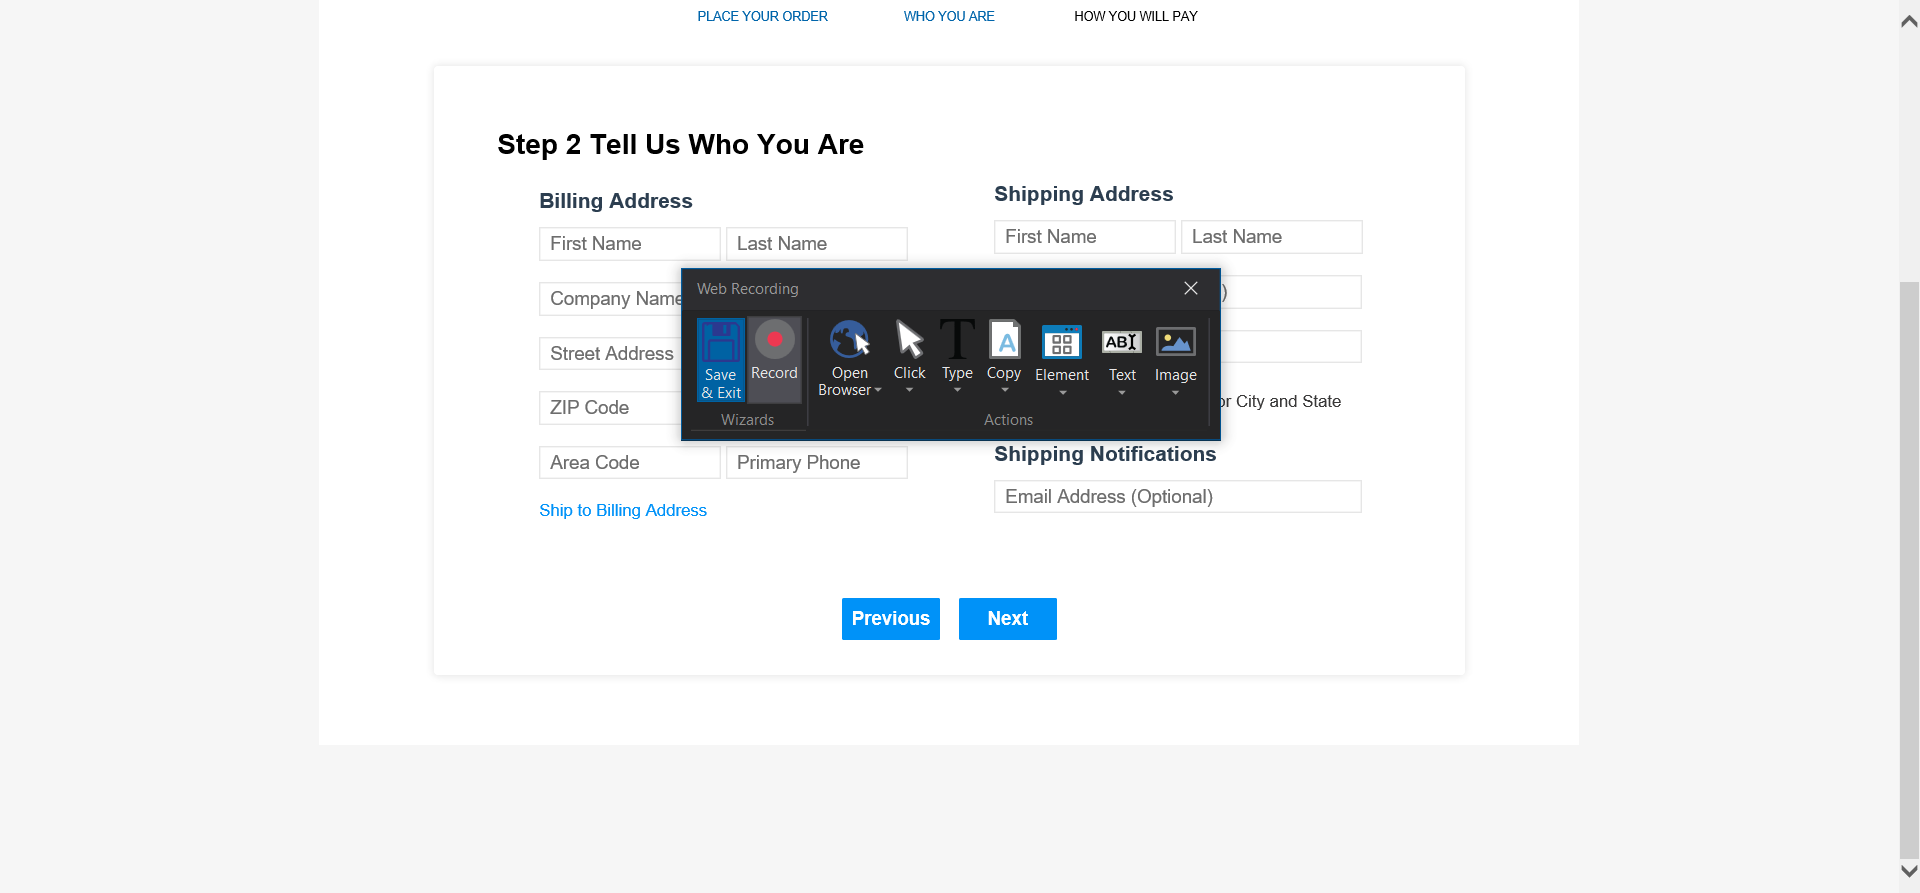 PLACE YOUR ORDER WHO YOU ARE HOW YOU WILL PAY
Step 2 Tell Us Who You Are
Billing Address
First Name Last Name
Company Name
Street Address
ZIP Code
Area Code Primary Phone
Ship to Billing Address
Shipping Address
First Name Last Name
)
or City and State
Shipping Notifications
Email Address (Optional)
Web Recording
Save & Exit
Record
Open Browser
Click
Type
Copy
Element
ABI
Text
Image
Wizards
Actions
Previous Next